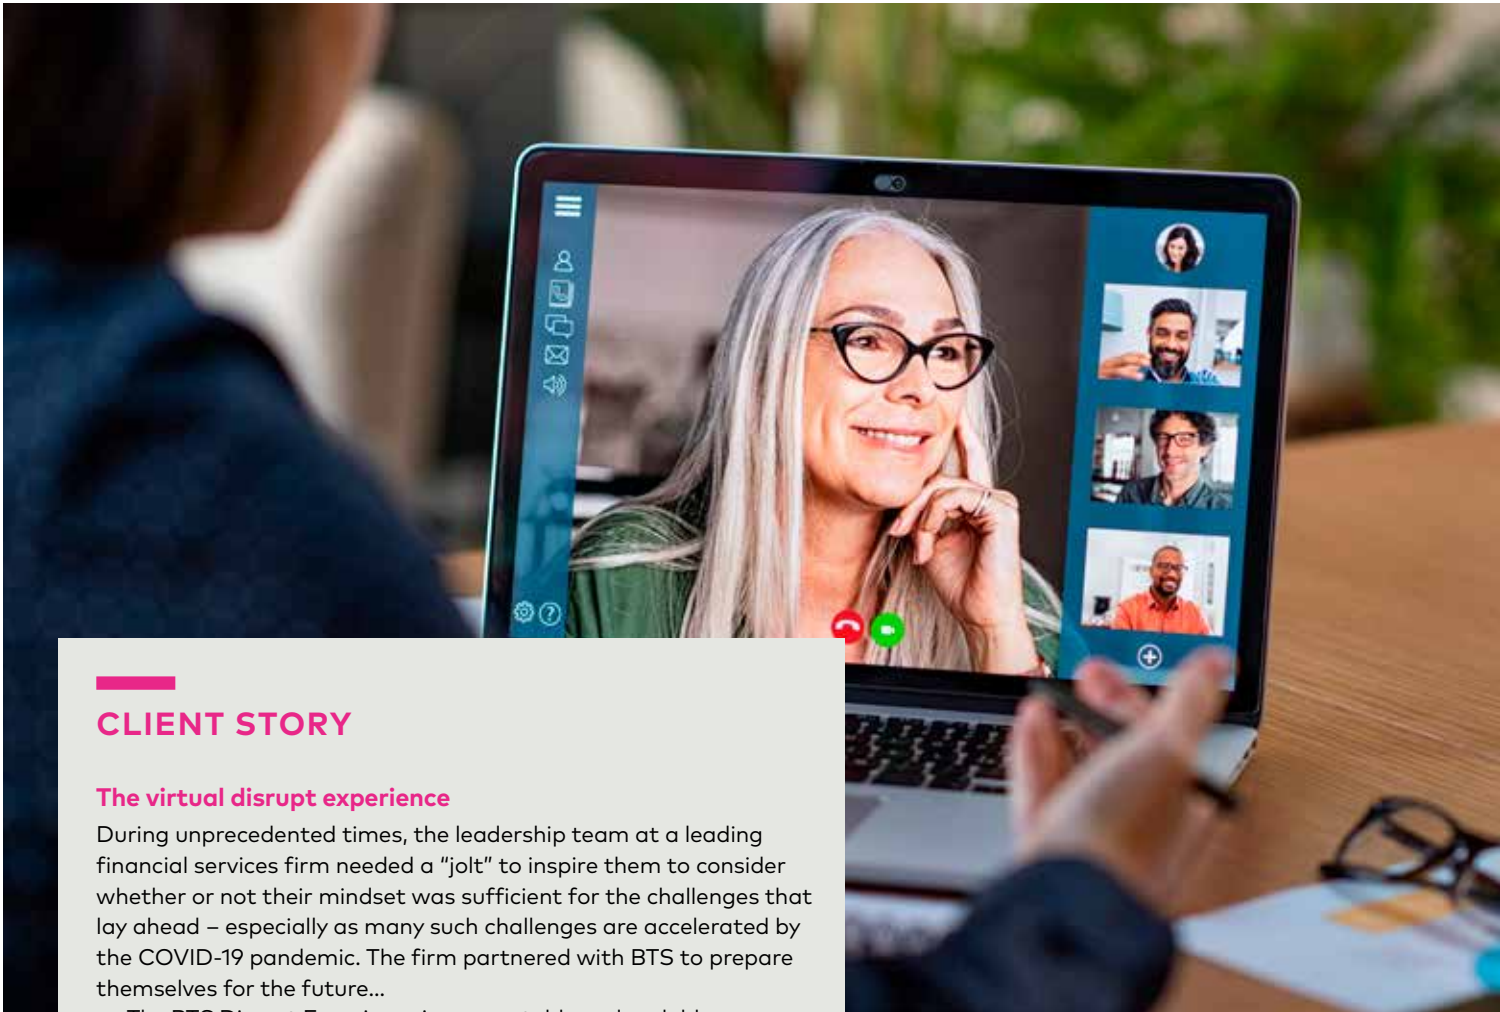 CLIENT STORY
The virtual disrupt experience
During unprecedented times, the leadership team at a leading
financial services firm needed a “jolt” to inspire them to consider
whether or not their mindset was sufficient for the challenges that
lay ahead – especially as many such challenges are accelerated by
the COVID-19 pandemic. The firm partnered with BTS to prepare
themselves for the future...